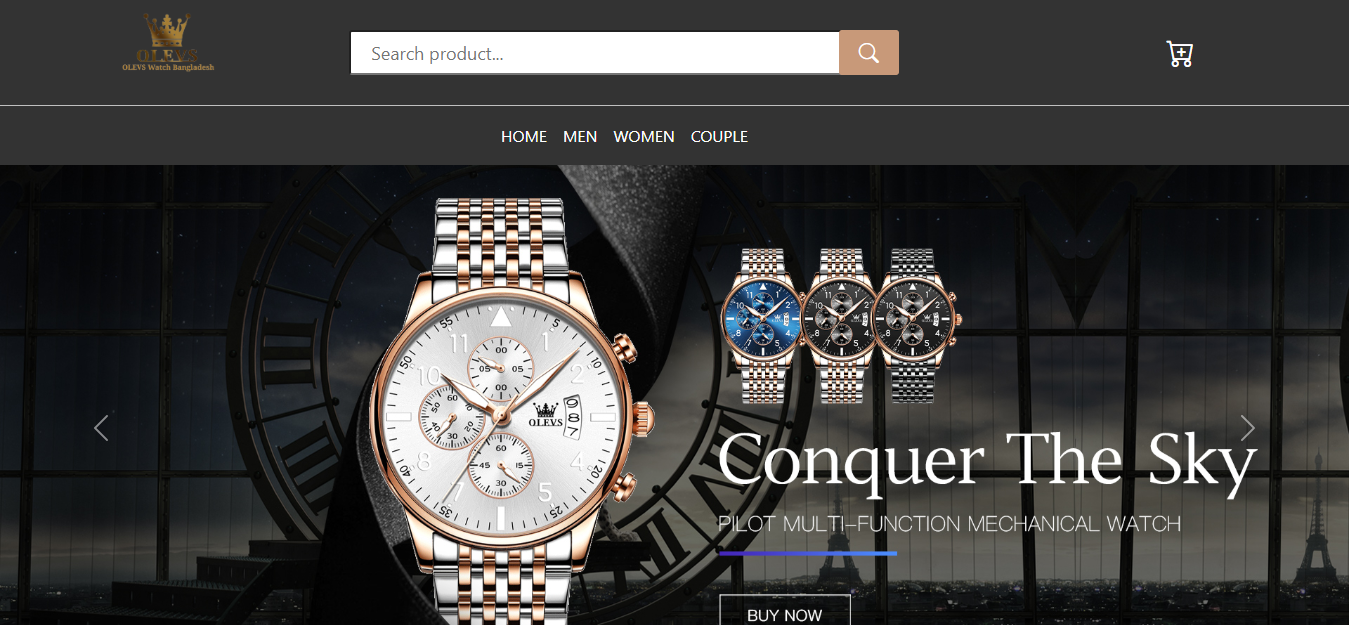 OLEVS
OLEVS Watch Bangladesh
Search product...
HOME MEN WOMEN COUPLE
OLEVS
Conquer The Sky
PILOT MULTI-FUNCTION MECHANICAL WATCH
BUY NOW